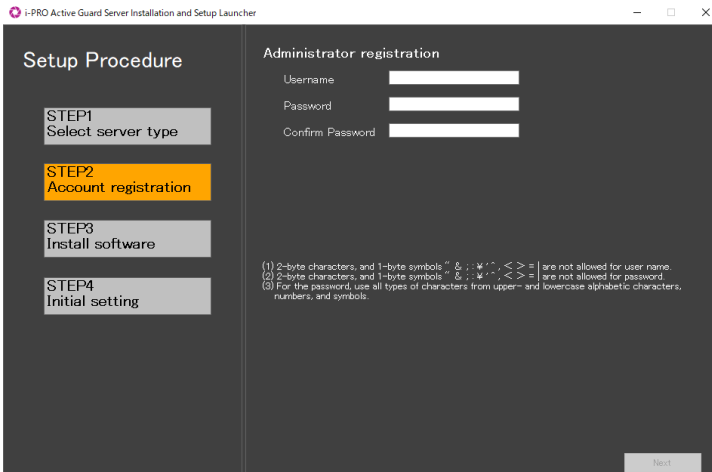 i-PRO Active Guard Server Installation and Setup Launcher
Setup Procedure
STEP1
Select server type
STEP2
Account registration
STEP3
Install software
STEP4
Initial setting
Administrator registration
Username
Password
Confirm Password
(1) 2-byte characters, and 1-byte symbols " & ; : ¥ ' ^ , < > = | are not allowed for user name.
(2) 2-byte characters, and 1-byte symbols " & ; : ¥ ' ^ , < > = | are not allowed for password.
(3) For the password, use all types of characters from upper- and lowercase alphabetic characters,
numbers, and symbols.
Next